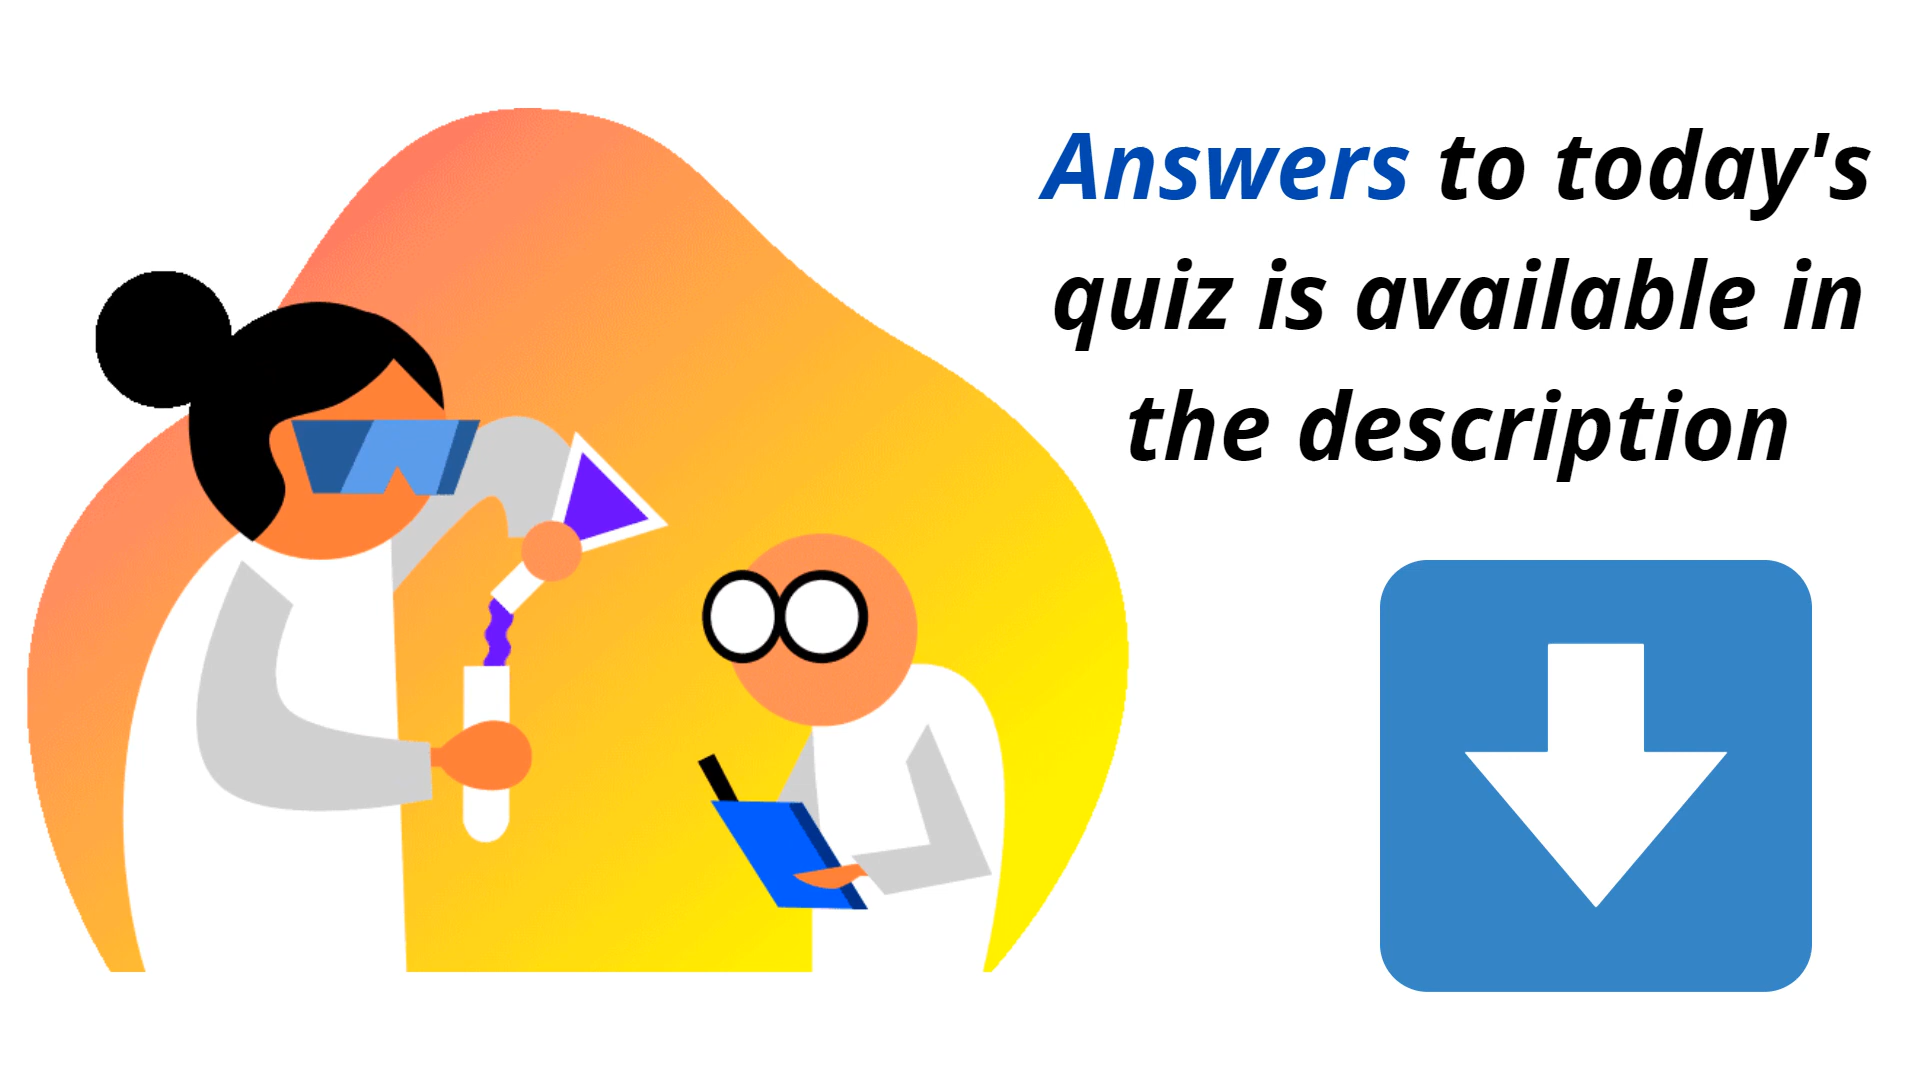 Answers to today's
quiz is available in
the description